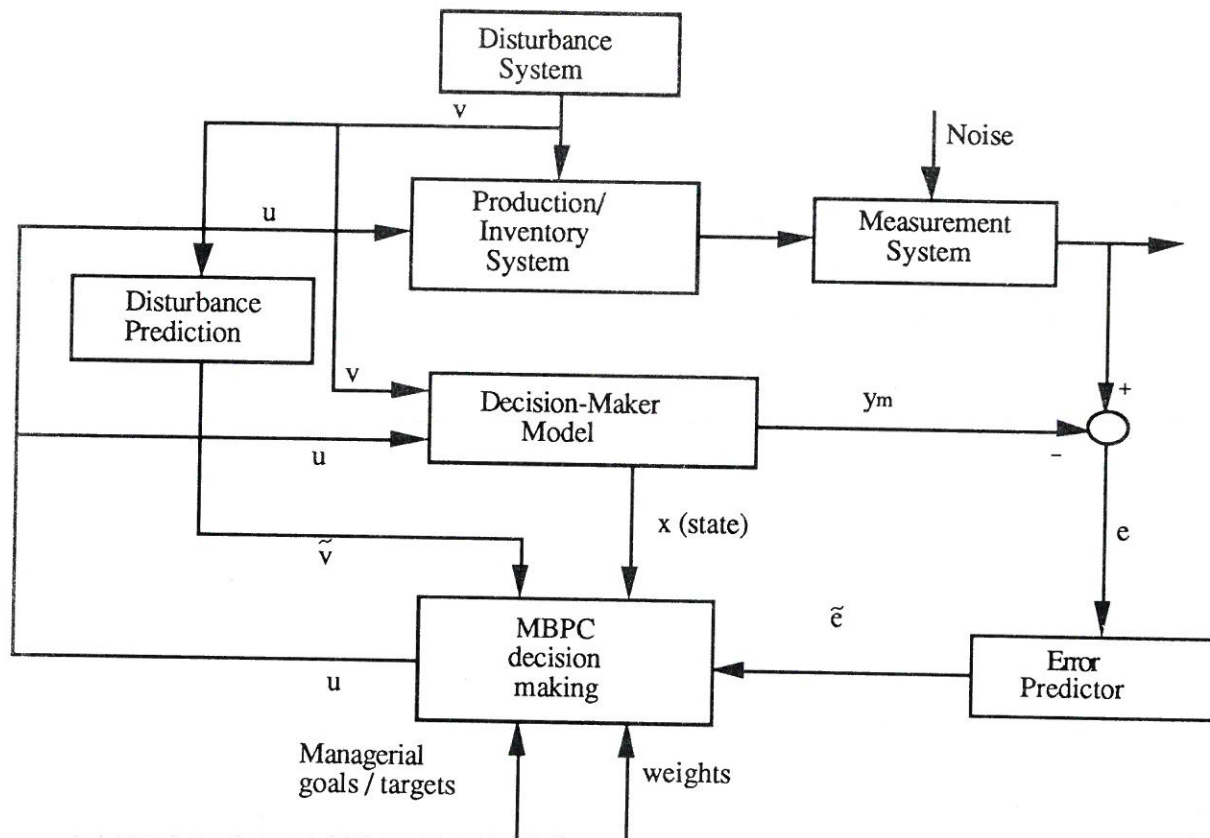 Disturbance
System
v
Noise
u
Production/
Inventory
System
Measurement
System
Disturbance
Prediction
v
Decision-Maker
Model
ym
+
−
u
x (state)
e
ṽ
ẽ
MBPC
decision
making
u
Error
Predictor
Managerial
goals / targets
weights